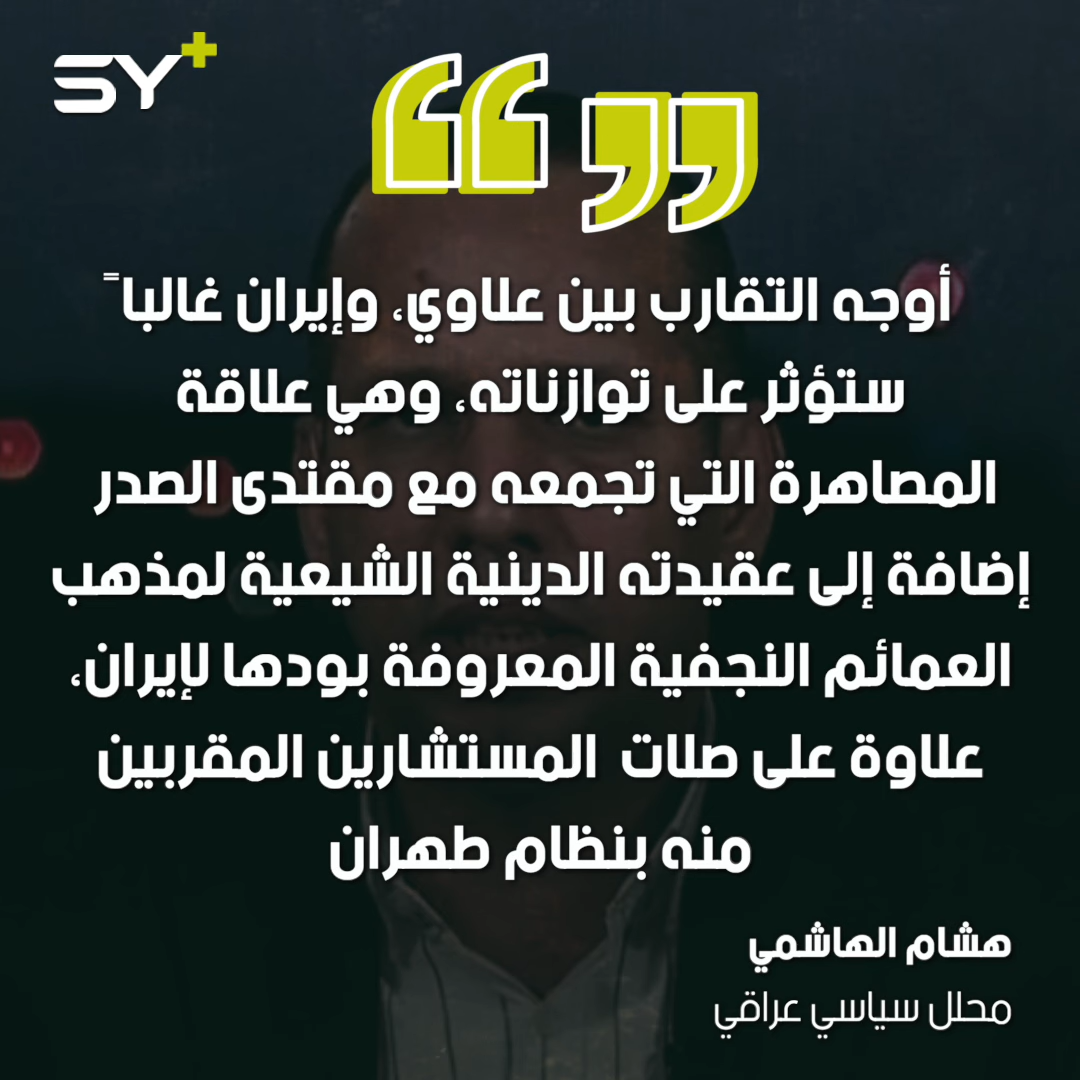 SY+
أوجه التقارب بين علاوي، وإيران غالباً
ستؤثر على توازناته، وهي علاقة
المصاهرة التي تجمعه مع مقتدى الصدر
إضافة إلى عقيدته الدينية الشيعية لمذهب
العمائم النجفية المعروفة بودها لإيران،
علاوة على صلات المستشارين المقربين
منه بنظام طهران
هشام الهاشمي
محلل سياسي عراقي